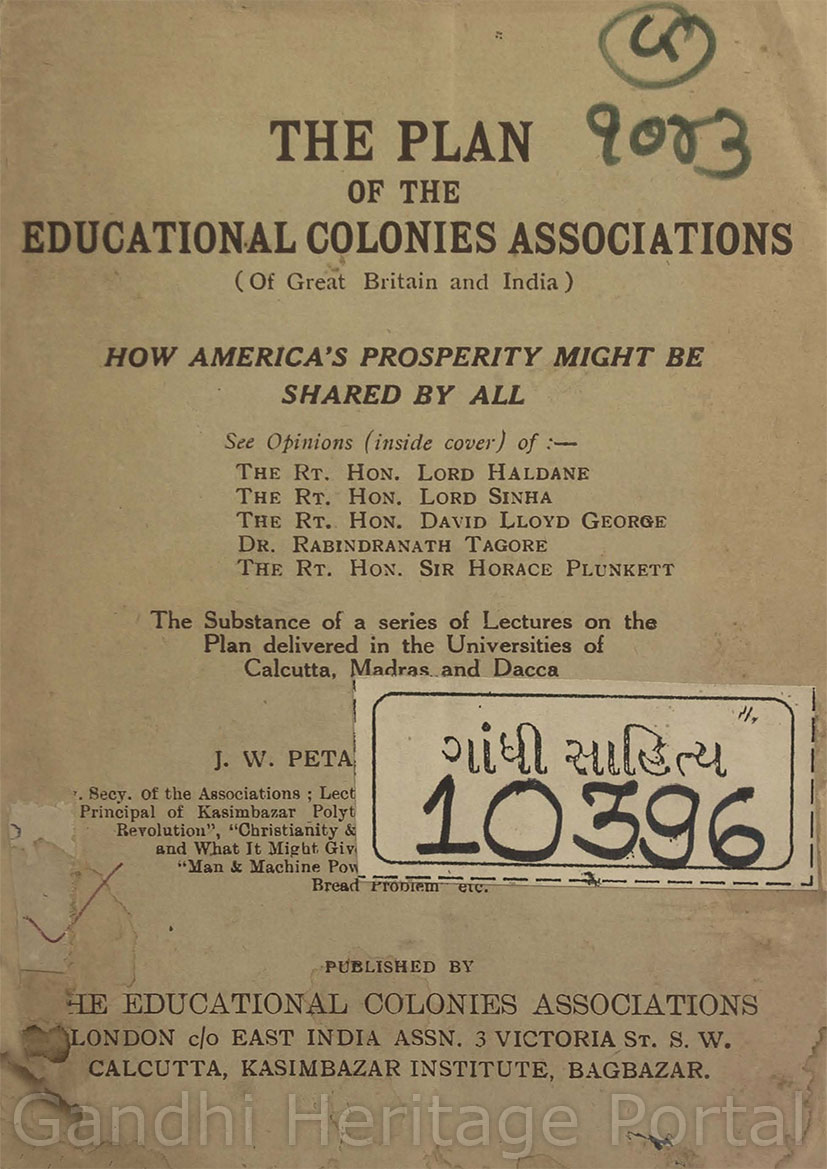 ૧૦૪૩
THE PLAN
OF THE
EDUCATIONAL COLONIES ASSOCIATIONS
(Of Great Britain and India)
HOW AMERICA'S PROSPERITY MIGHT BE
SHARED BY ALL
See Opinions (inside cover) of :—
THE RT. HON. LORD HALDANE
THE RT. HON. LORD SINHA
THE RT. HON. DAVID LLOYD GEORGE
DR. RABINDRANATH TAGORE
THE RT. HON. SIR HORACE PLUNKETT
The Substance of a series of Lectures on the
Plan delivered in the Universities of
Calcutta, Madras and Dacca
J. W. PETA
ગાંધી સાહિત્ય
10396
. Secy. Of the Associations ; Lect
Principal of Kasimbazar Polyt
Revolution", "Christianity &
and What It Might Giv
"Man & Machine Pow
Bread Problem" etc.
PUBLISHED BY
HE EDUCATIONAL COLONIES ASSOCIATIONS
LONDON c/o EAST INDIA ASSN. 3 VICTORIA ST. S. W.
CALCUTTA, KASIMBAZAR INSTITUTE, BAGBAZAR.
Gandhi Heritage Portal